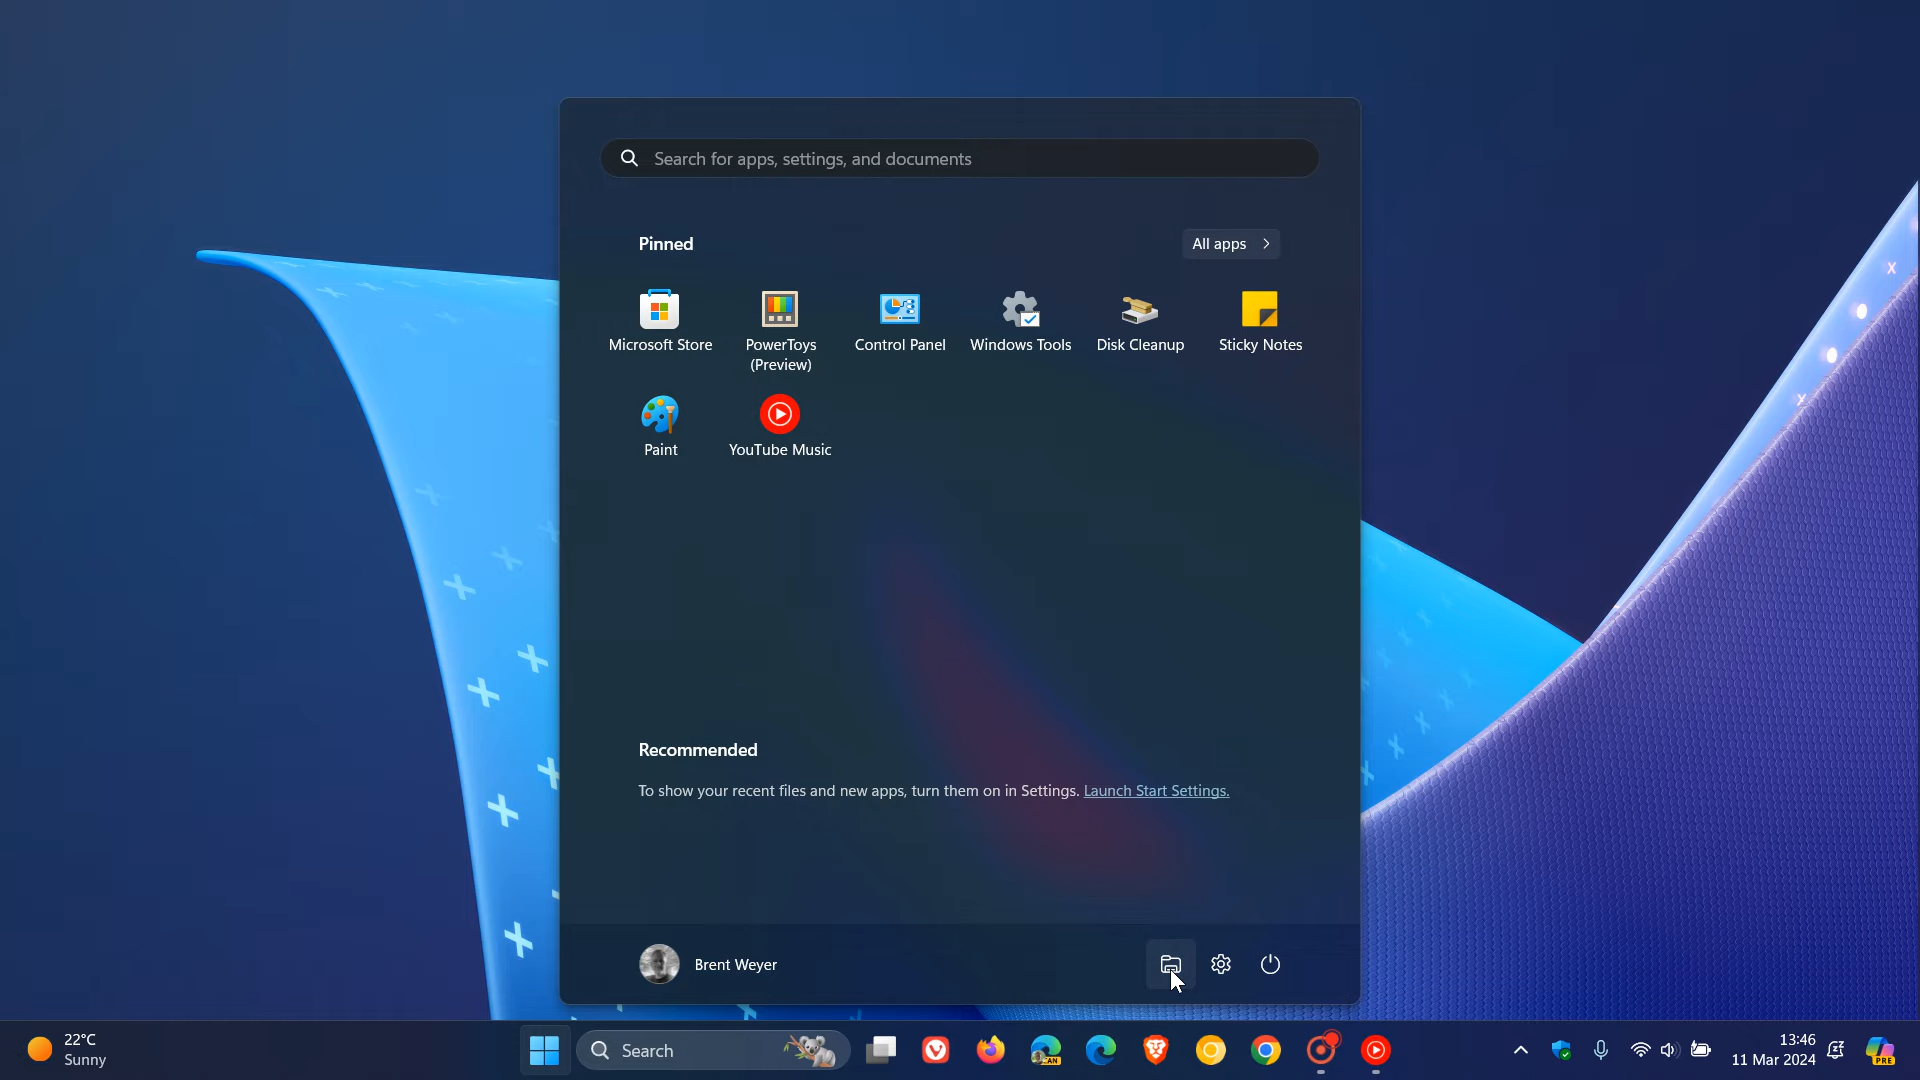 Search for apps, settings, and documents
Pinned
All apps
Microsoft Store
PowerToys
(Preview)
Control Panel
Windows Tools
Disk Cleanup
Sticky Notes
Paint
YouTube Music
Recommended
To show your recent files and new apps, turn them on in Settings. Launch Start Settings.
Brent Weyer
22°C
Sunny
Search
CAN
13:46
11 Mar 2024
PRE